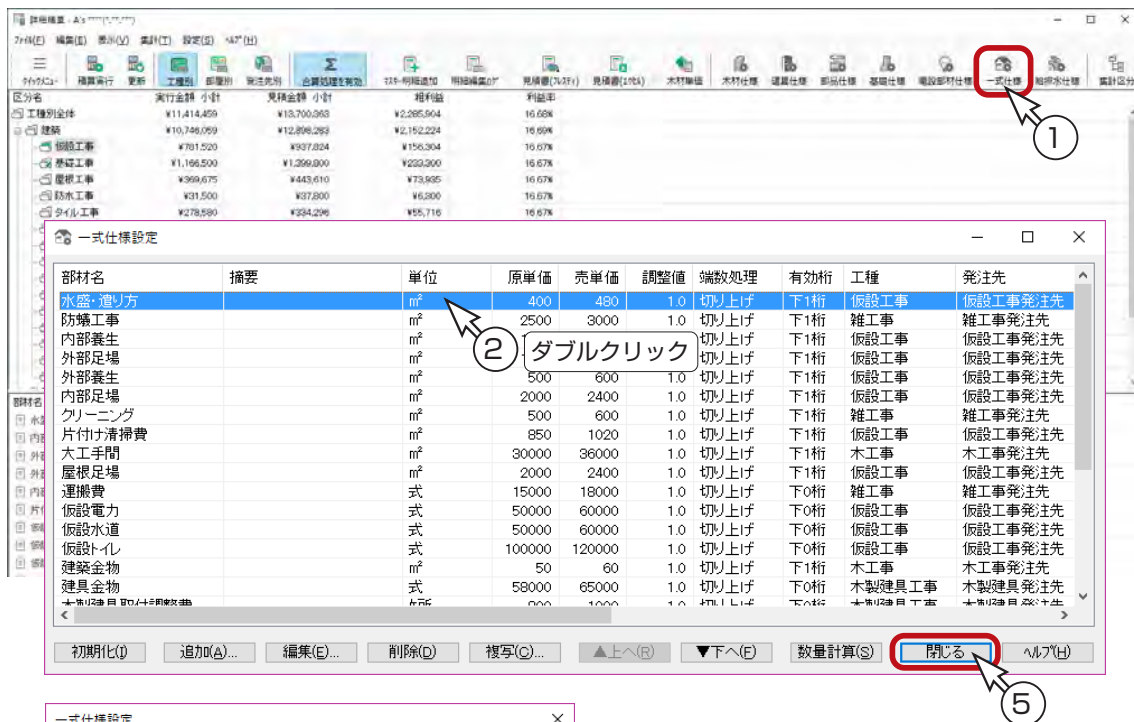 詳細積算 - A's ****(*.**.**)
ファイル(F) 編集(E) 表示(V) 集計(T) 設定(S) ヘルプ(H)
クイックメニュー 積算実行 更新 工種別 部屋別 発注先別 合算処理を有効 マスター明細追加 明細編集ログ 木材単価 木材仕様 建具仕様 部品仕様 基礎仕様 電設部材仕様 一式仕様 給排水仕様 集計区分
区分名 実行金額 小計 見積金額 小計 粗利益 利益率
工種別全体 ¥11,414,459 ¥13,700,363 ¥2,285,904 16.68%
建築 ¥10,746,059 ¥12,898,283 ¥2,152,224 16.69%
仮設工事 ¥781,520 ¥937,824 ¥156,304 16.67%
基礎工事 ¥1,166,500 ¥1,399,800 ¥233,300 16.67%
屋根工事 ¥369,675 ¥443,610 ¥73,935 16.67%
防水工事 ¥31,500 ¥37,800 ¥6,300 16.67%
タイル工事 ¥278,580 ¥334,296 ¥55,716 16.67%
①
一式仕様設定
部材名 摘要 単位 原単価 売単価 調整値 端数処理 有効桁 工種 発注先
水盛・遣り方 ㎡ 400 480 1.0 切り上げ 下1桁 仮設工事 仮設工事発注先
防蟻工事 ㎡ 2500 3000 1.0 切り上げ 下1桁 雑工事 雑工事発注先
内部養生 ㎡ 切り上げ 下1桁 仮設工事 仮設工事発注先
② ダブルクリック
外部足場 ㎡ 切り上げ 下1桁 仮設工事 仮設工事発注先
外部養生 ㎡ 500 600 1.0 切り上げ 下1桁 仮設工事 仮設工事発注先
内部足場 ㎡ 2000 2400 1.0 切り上げ 下1桁 仮設工事 仮設工事発注先
クリーニング ㎡ 500 600 1.0 切り上げ 下1桁 雑工事 雑工事発注先
片付け清掃費 ㎡ 850 1020 1.0 切り上げ 下1桁 仮設工事 仮設工事発注先
大工手間 ㎡ 30000 36000 1.0 切り上げ 下1桁 木工事 木工事発注先
屋根足場 ㎡ 2000 2400 1.0 切り上げ 下1桁 仮設工事 仮設工事発注先
運搬費 式 15000 18000 1.0 切り上げ 下0桁 雑工事 雑工事発注先
仮設電力 式 50000 60000 1.0 切り上げ 下0桁 仮設工事 仮設工事発注先
仮設水道 式 50000 60000 1.0 切り上げ 下0桁 仮設工事 仮設工事発注先
仮設トイレ 式 100000 120000 1.0 切り上げ 下0桁 仮設工事 仮設工事発注先
建築金物 ㎡ 50 60 1.0 切り上げ 下1桁 木工事 木工事発注先
建具金物 式 58000 65000 1.0 切り上げ 下0桁 木製建具工事 木製建具発注先
初期化(I) 追加(A)... 編集(E)... 削除(D) 複写(C)... ▲上へ(R) ▼下へ(F) 数量計算(S) 閉じる ヘルプ(H)
⑤
部材名
一式仕様設定